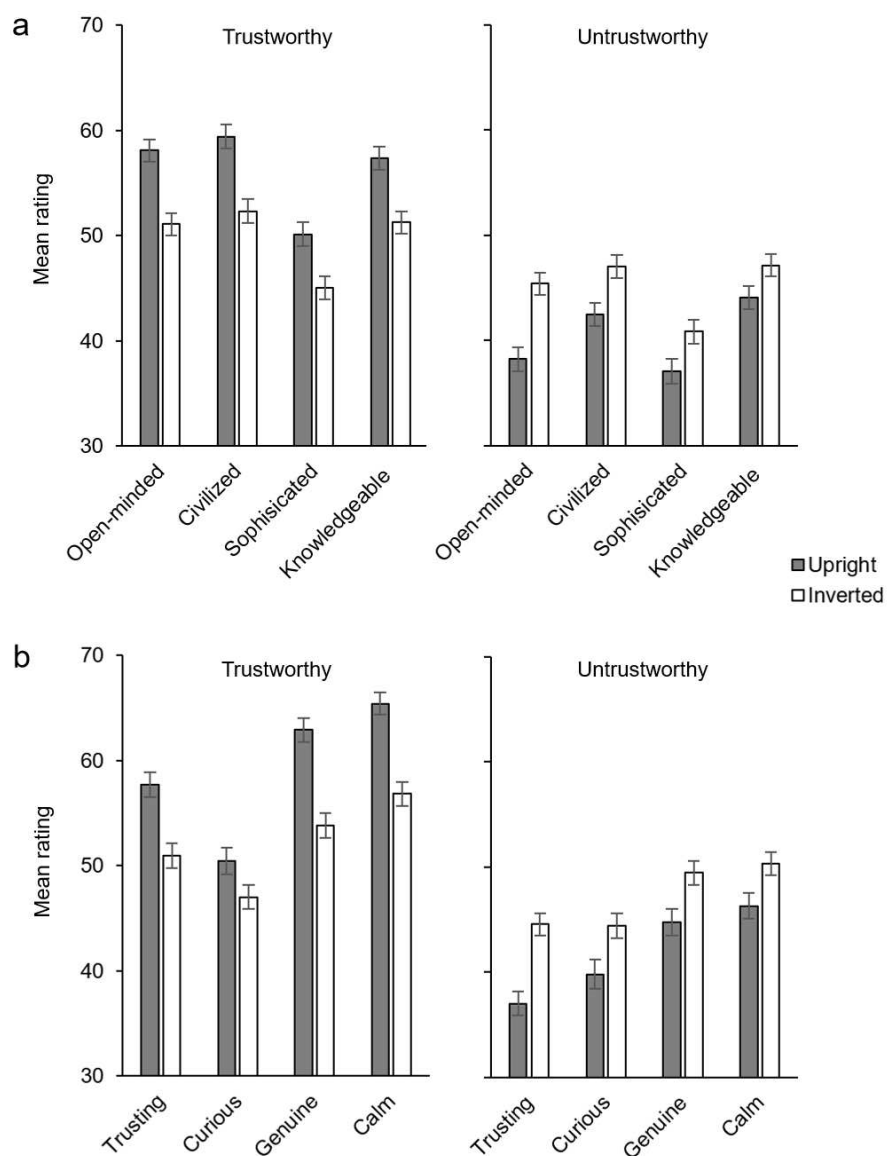 a
Trustworthy
Untrustworthy
Mean rating
70
60
50
40
30
Open-minded
Civilized
Sophisicated
Knowledgeable
Open-minded
Civilized
Sophisicated
Knowledgeable
Upright
Inverted
b
Trustworthy
Untrustworthy
Mean rating
70
60
50
40
30
Trusting
Curious
Genuine
Calm
Trusting
Curious
Genuine
Calm